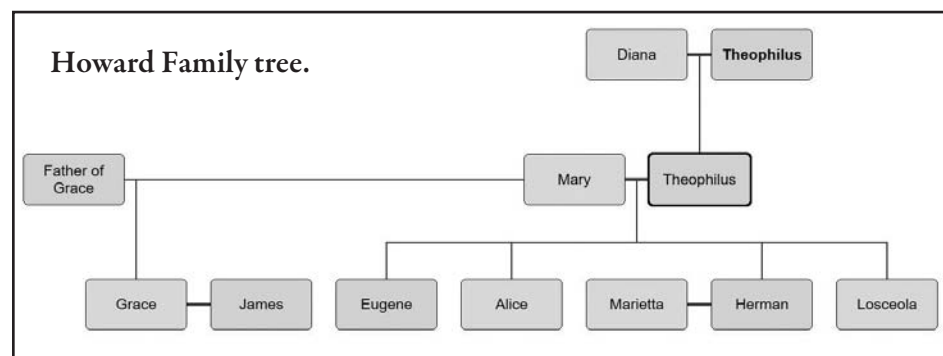 Howard Family tree.
Diana
Theophilus
Father of
Grace
Mary
Theophilus
Grace
James
Eugene
Alice
Marietta
Herman
Losceola